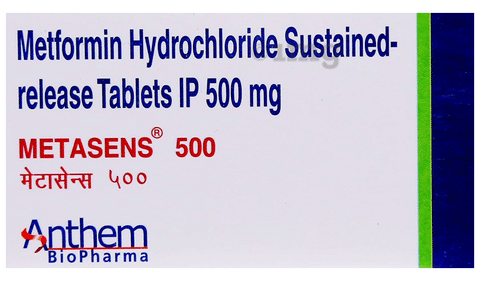 Metformin Hydrochloride Sustained-
release Tablets IP 500 mg
METASENS® 500
मेटासेन्स ५००
Anthem
BioPharma